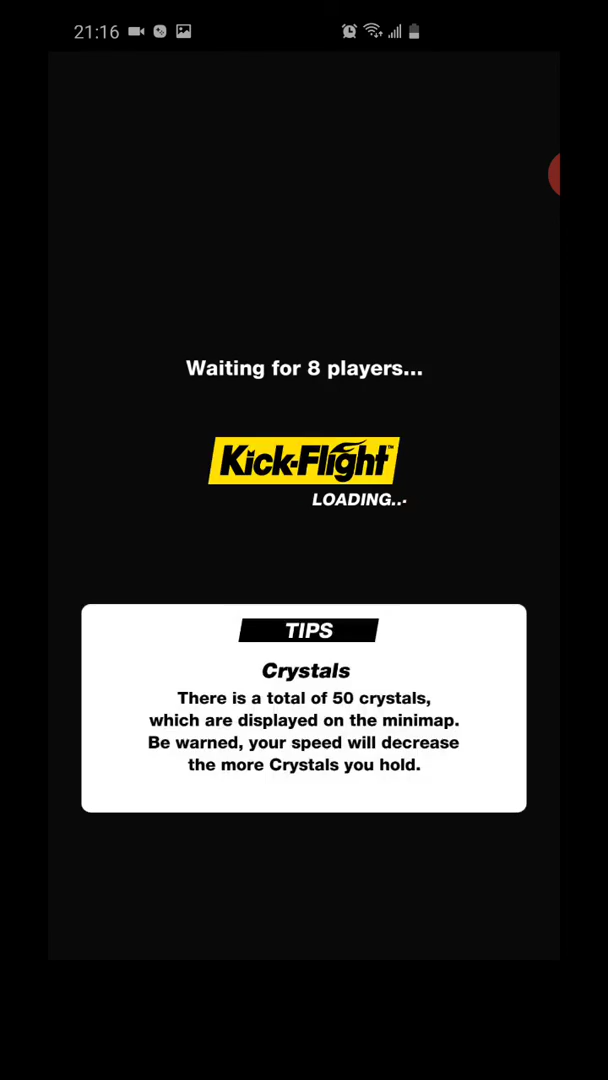 21:16
Waiting for 8 players...
Kick-Flight™
LOADING...
TIPS
Crystals
There is a total of 50 crystals,
which are displayed on the minimap.
Be warned, your speed will decrease
the more Crystals you hold.